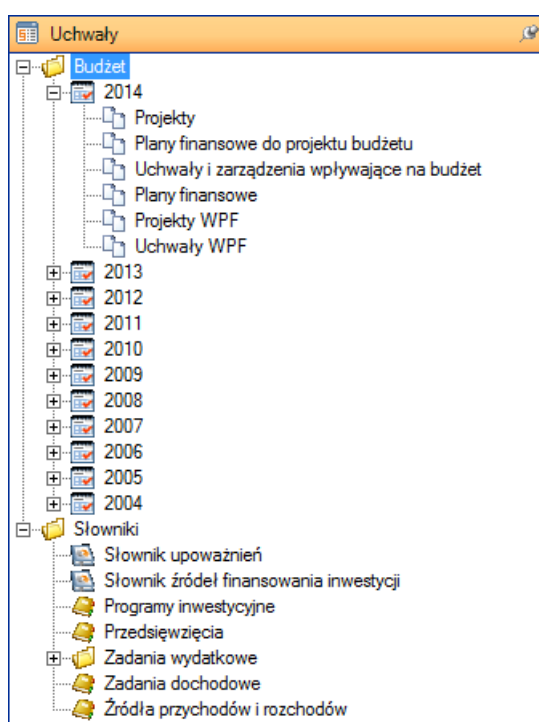 Uchwały
Budżet
2014
Projekty
Plany finansowe do projektu budżetu
Uchwały i zarządzenia wpływające na budżet
Plany finansowe
Projekty WPF
Uchwały WPF
2013
2012
2011
2010
2009
2008
2007
2006
2005
2004
Słowniki
Słownik upoważnień
Słownik źródeł finansowania inwestycji
Programy inwestycyjne
Przedsięwzięcia
Zadania wydatkowe
Zadania dochodowe
Źródła przychodów i rozchodów